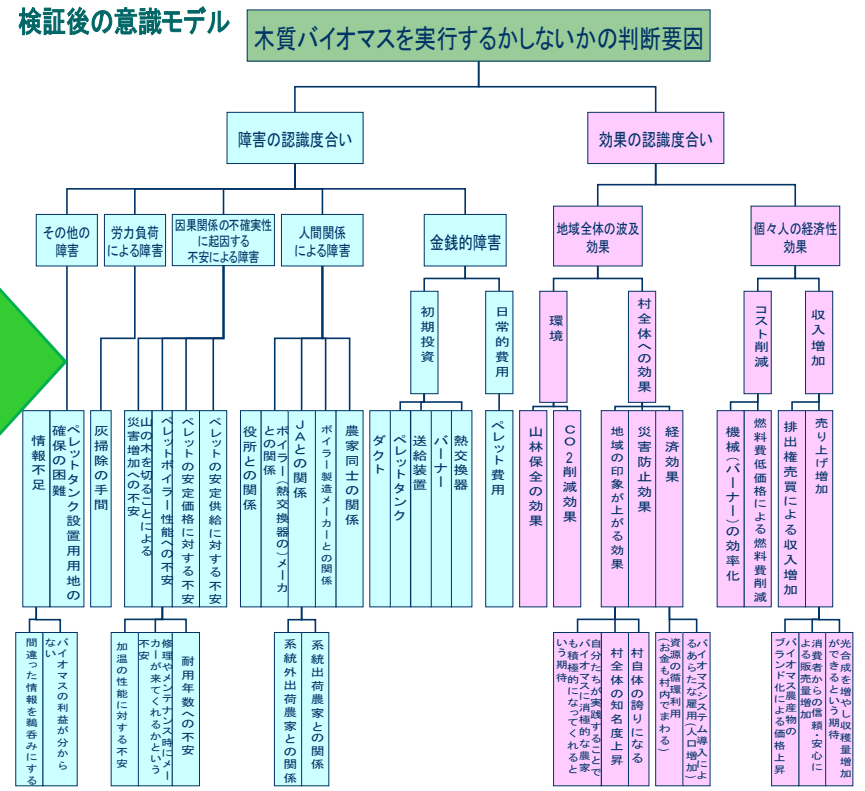 検証後の意識モデル
木質バイオマスを実行するかしないかの判断要因
障害の認識度合い
効果の認識度合い
その他の
障害
労力負荷
による障害
因果関係の不確実性
に起因する
不安による障害
人間関係
による障害
金銭的障害
地域全体の波及
効果
個々人の経済性
効果
初期投資
日常的費用
環境
村全体への効果
コスト削減
収入増加
情報不足
ペレットタンク設置用用地の
確保の困難
灰掃除の手間
山の木を切ることによる
災害増加への不安
ペレットボイラー性能への不安
ペレットの安定価格に対する不安
ペレットの安定供給に対する不安
役所との関係
ボイラー(熱交換器の)メーカ
との関係
JAとの関係
ボイラー製造メーカーとの関係
農家同士の関係
ダクト
ペレットタンク
送給装置
バーナー
熱交換器
ペレット費用
山林保全の効果
CO2削減効果
地域の印象が上がる効果
災害防止効果
経済効果
機械(バーナー)の効率化
燃料費低価格による燃料費削減
排出権売買による収入増加
売り上げ増加
間違った情報を鵜呑みにする
バイオマスの利益が分から
ない
加温の性能に対する不安
修理やメンテナンス時にメー
カーが来てくれるかという
不安
耐用年数への不安
系統外出荷農家との関係
系統出荷農家との関係
自分たちが実践することで
バイオマスに消極的な農家
も積極的になってくれると
いう期待
村全体の知名度上昇
村自体の誇りになる
資源の循環利用
(お金も村内でまわる)
バイオマスシステム導入によ
るあらたな雇用(人口増加)
バイオマス農産物の
ブランド化による価格上昇
消費者からの信頼・安心に
よる販売量増加
光合成を増やし収穫量増加
ができるという期待